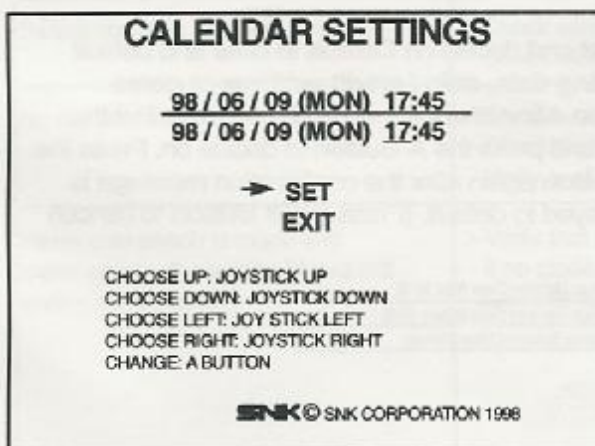 CALENDAR SETTINGS
98 / 06 / 09 (MON) 17:45
98 / 06 / 09 (MON) 17:45
SET
EXIT
CHOOSE UP: JOYSTICK UP
CHOOSE DOWN: JOYSTICK DOWN
CHOOSE LEFT: JOY STICK LEFT
CHOOSE RIGHT: JOYSTICK RIGHT
CHANGE: A BUTTON
SNK © SNK CORPORATION 1998